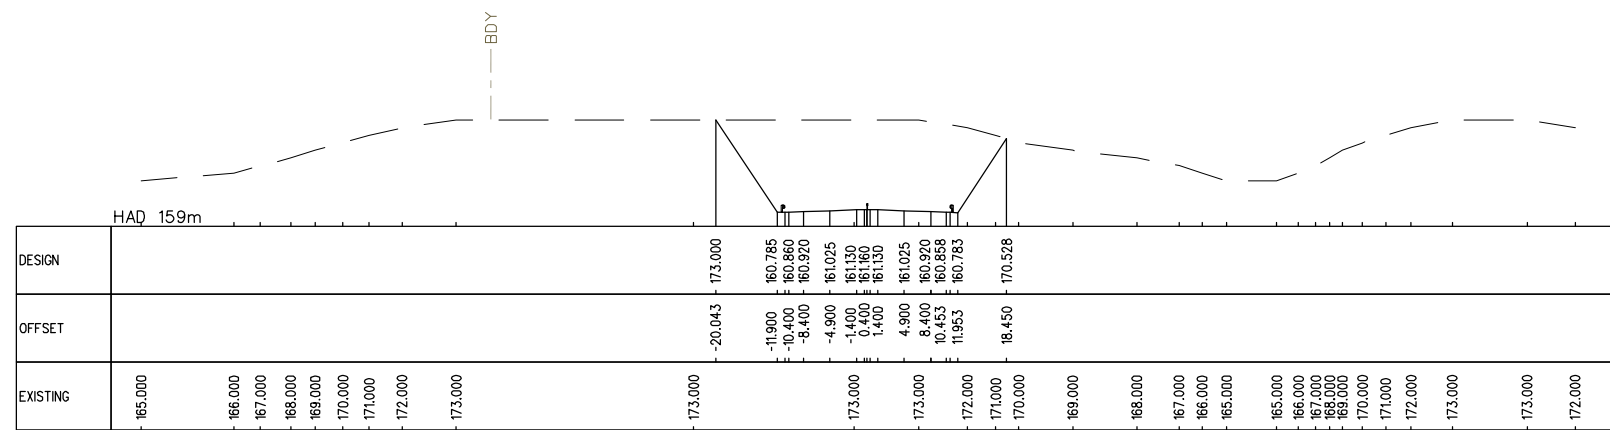 BDY
HAD 159m
DESIGN 173.000 160.785 160.860 160.920 161.025 161.130 161.160 161.130 161.025 160.920 160.858 160.783 170.528
OFFSET -20.043 -11.900 -10.400 -8.400 -4.900 -1.400 0.400 1.400 4.900 8.400 10.453 11.953 18.450
EXISTING 165.000 166.000 167.000 168.000 169.000 170.000 171.000 172.000 173.000 173.000 173.000 173.000 172.000 171.000 170.000 169.000 168.000 167.000 166.000 165.000 165.000 166.000 167.000 168.000 169.000 170.000 171.000 172.000 173.000 173.000 172.000